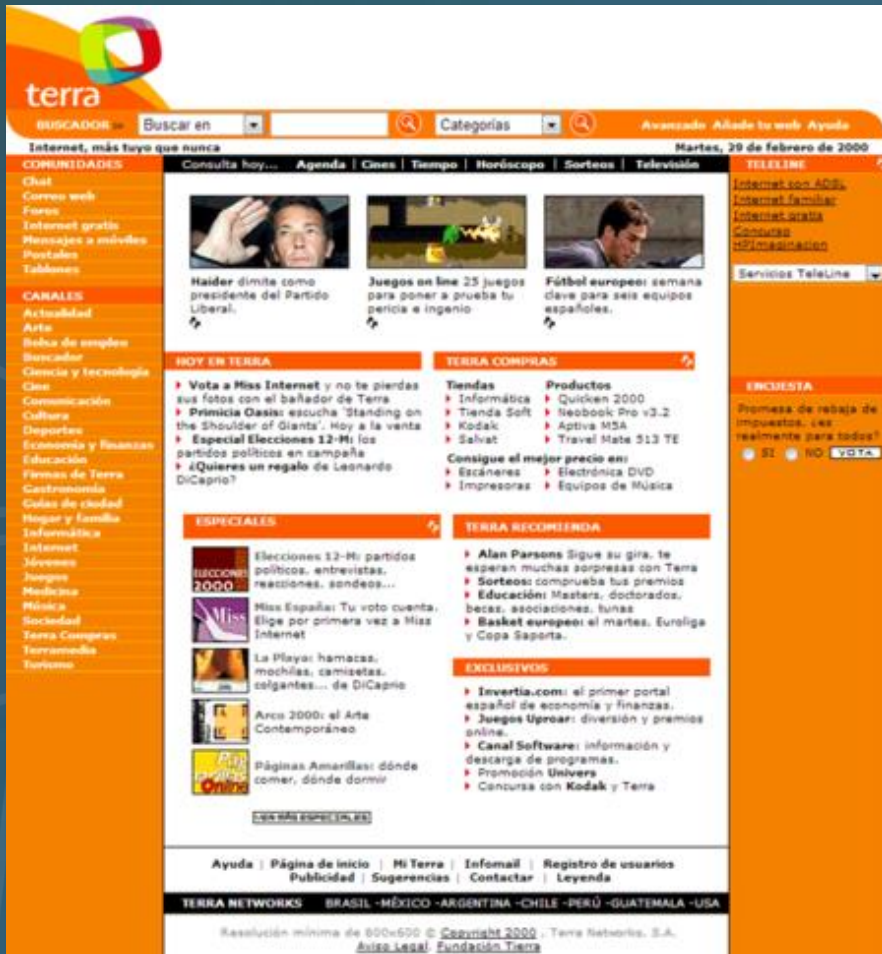 terra
BUSCADOR Buscar en Categorías Avanzado Añade tu web Ayuda
Internet, más tuyo que nunca Martes, 29 de febrero de 2000
COMUNIDADES
Chat
Correo web
Foros
Internet gratis
Mensajes a móviles
Postales
Tablones
CANALES
Actualidad
Arte
Bolsa de empleo
Buscador
Ciencia y tecnología
Cine
Comunicación
Cultura
Deportes
Economía y finanzas
Educación
Firmas de Terra
Gastronomía
Guías de ciudad
Hogar y familia
Informática
Internet
Jóvenes
Juegos
Medicina
Música
Sociedad
Terra Compras
Terramedia
Turismo
Consulta hoy... Agenda | Cines | Tiempo | Horóscopo | Sorteos | Televisión
Haider dimite como
presidente del Partido
Liberal.
Juegos on line 25 juegos
para poner a prueba tu
pericia e ingenio
Fútbol europeo: semana
clave para seis equipos
españoles.
HOY EN TERRA
Vota a Miss Internet y no te pierdas
sus fotos con el bañador de Terra
Primicia Oasis: escucha 'Standing on
the Shoulder of Giants'. Hoy a la venta
Especial Elecciones 12-M: los
partidos políticos en campaña
¿Quieres un regalo de Leonardo
DiCaprio?
TERRA COMPRAS
Tiendas
Informática
Tienda Soft
Kodak
Salvat
Productos
Quicken 2000
Neobook Pro v3.2
Aptiva M5A
Travel Mate 513 TE
Consigue el mejor precio en:
Escáneres Electrónica DVD
Impresoras Equipos de Música
ESPECIALES
ELECCIONES
2000
Elecciones 12-M: partidos
políticos, entrevistas,
reacciones, sondeos...
Miss
Miss España: Tu voto cuenta.
Elige por primera vez a Miss
Internet
La Playa: hamacas,
mochilas, camisetas,
colgantes... de DiCaprio
Arco 2000: el Arte
Contemporáneo
Online
Páginas Amarillas: dónde
comer, dónde dormir
VER MÁS ESPECIALES
TERRA RECOMIENDA
Alan Parsons Sigue su gira, te
esperan muchas sorpresas con Terra
Sorteos: comprueba tus premios
Educación: Masters, doctorados,
becas, asociaciones, tunas
Basket europeo: el martes, Euroliga
y Copa Saporta.
EXCLUSIVOS
Invertia.com: el primer portal
español de economía y finanzas.
Juegos Uproar: diversión y premios
online.
Canal Software: información y
descarga de programas.
Promoción Univers
Concursa con Kodak y Terra
TELELINE
Internet con ADSL
Internet familiar
Internet gratis
Concurso
HPImaginacion
Servicios TeleLine
ENCUESTA
Promesa de rebaja de
impuestos, ¿es
realmente para todos?
SI NO VOTA
Ayuda | Página de inicio | Mi Terra | Infomail | Registro de usuarios
Publicidad | Sugerencias | Contactar | Leyenda
TERRA NETWORKS BRASIL -MÉXICO -ARGENTINA -CHILE -PERÚ -GUATEMALA -USA
Resolución mínima de 800x600 © Copyright 2000 . Terra Networks, S.A.
Aviso Legal. Fundación Tierra